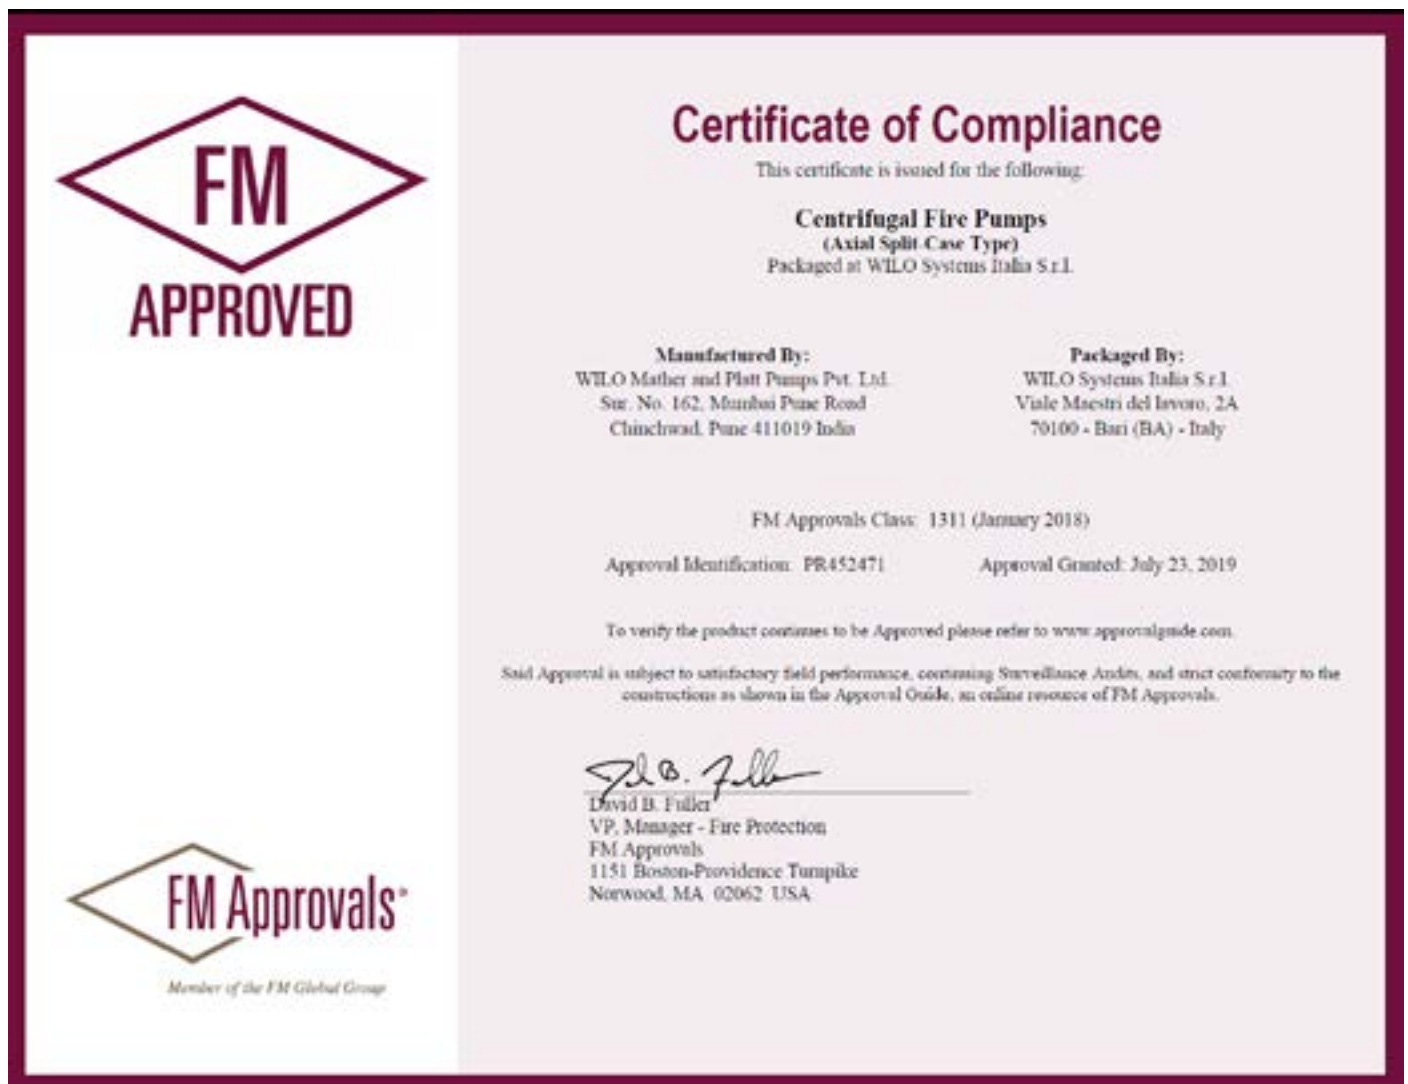 FM
APPROVED
Certificate of Compliance
This certificate is issued for the following:
Centrifugal Fire Pumps
(Axial Split-Case Type)
Packaged at WILO Systems Italia S.r.l.
Manufactured By:
WILO Mather and Platt Pumps Pvt. Ltd.
Sur. No. 162, Mumbai Pune Road
Chinchwad, Pune 411019 India
Packaged By:
WILO Systems Italia S.r.l.
Viale Maestri del lavoro, 2A
70100 - Bari (BA) - Italy
FM Approvals Class: 1311 (January 2018)
Approval Identification: PR452471
Approval Granted: July 23, 2019
To verify the product continues to be Approved please refer to www.approvalguide.com.
Said Approval is subject to satisfactory field performance, continuing Surveillance Audits, and strict conformity to the
constructions as shown in the Approval Guide, an online resource of FM Approvals.
David B. Fuller
VP, Manager - Fire Protection
FM Approvals
1151 Boston-Providence Turnpike
Norwood, MA 02062 USA
FM Approvals®
Member of the FM Global Group